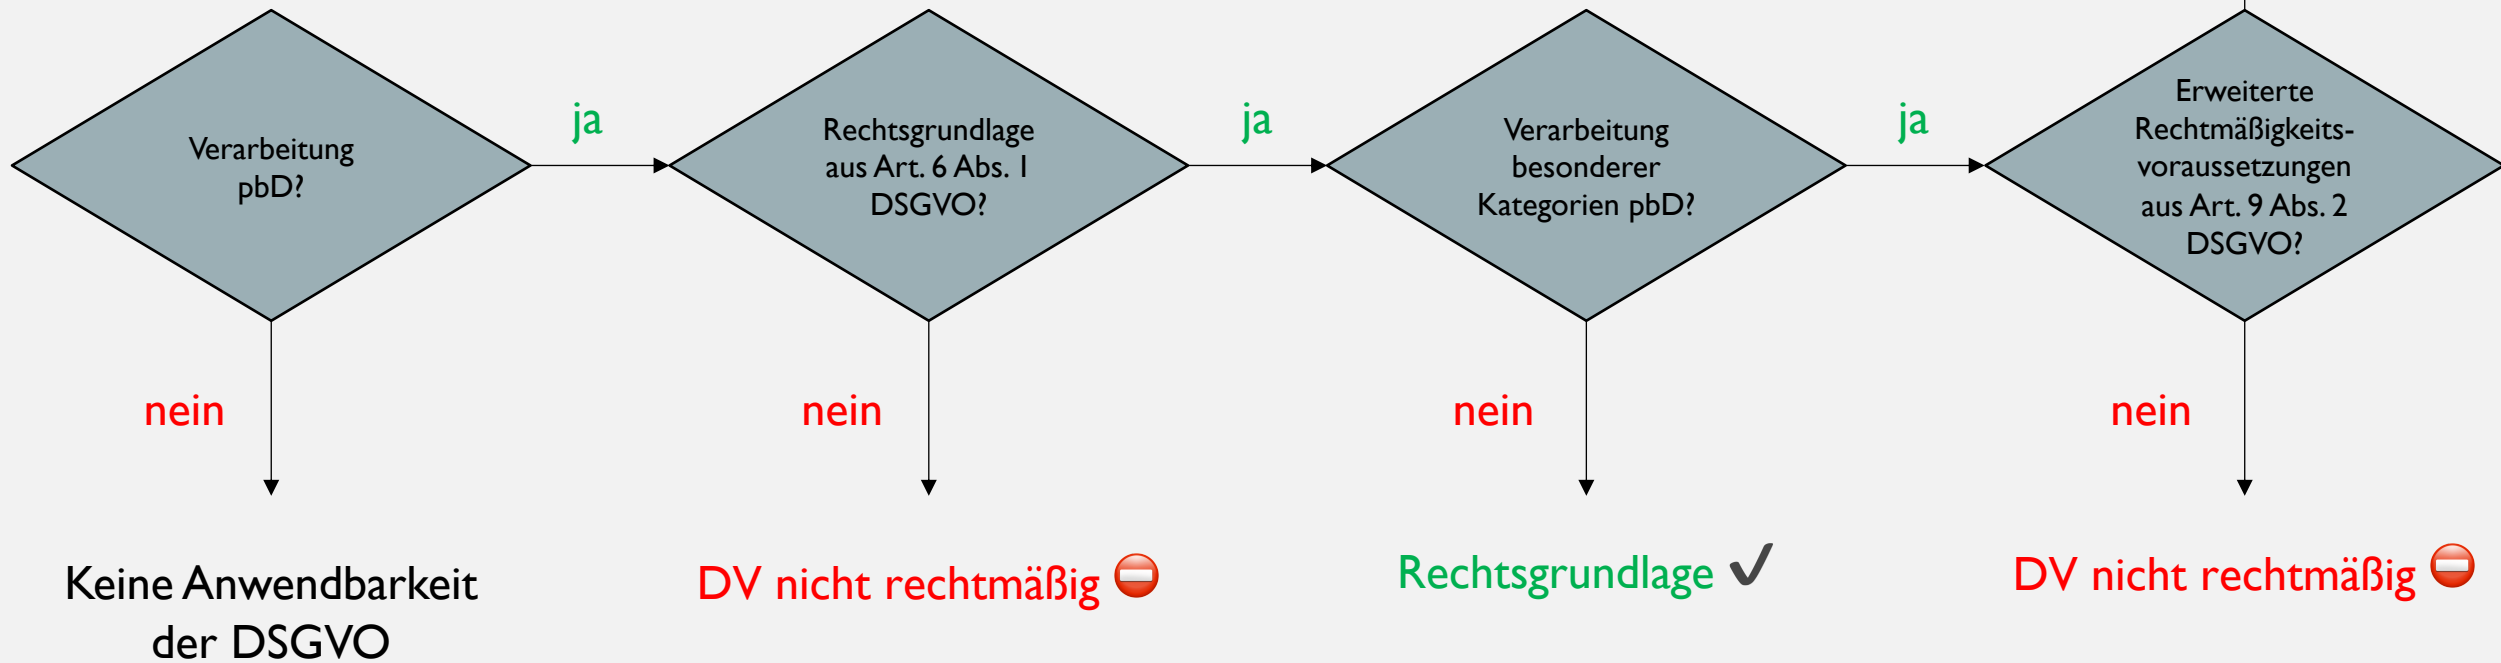 Verarbeitung
pbD?
ja
Rechtsgrundlage
aus Art. 6 Abs. 1
DSGVO?
ja
Verarbeitung
besonderer
Kategorien pbD?
ja
Erweiterte
Rechtmäßigkeits-
voraussetzungen
aus Art. 9 Abs. 2
DSGVO?
nein
nein
nein
nein
Keine Anwendbarkeit
der DSGVO
DV nicht rechtmäßig
Rechtsgrundlage ✓
DV nicht rechtmäßig